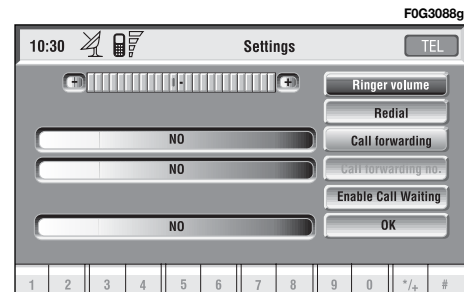 F0G3088g
10:30 Settings TEL
Ringer volume
Redial
NO Call forwarding
NO Call forwarding no.
Enable Call Waiting
NO OK
1 2 3 4 5 6 7 8 9 0 */+ #